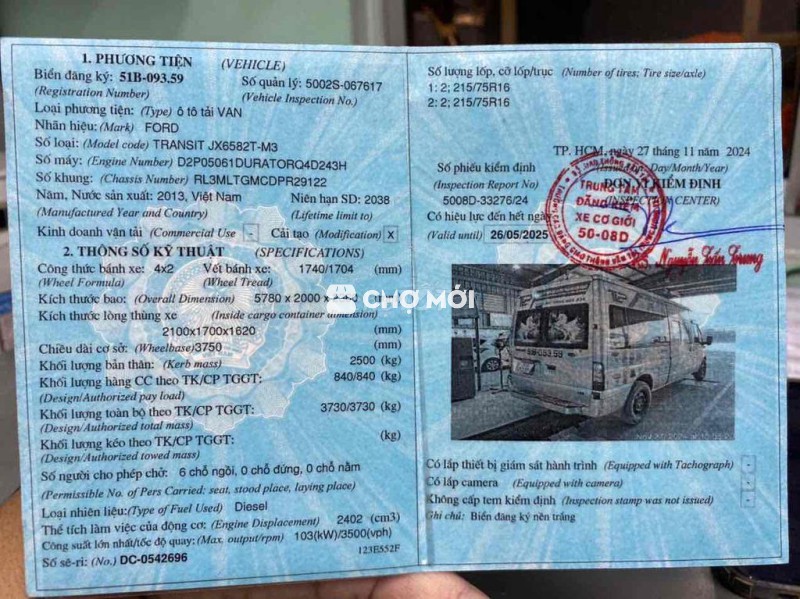 1. PHƯƠNG TIỆN (VEHICLE)
Biển đăng ký: 51B-093.59 Số quản lý: 5002S-067617
(Registration Number) (Vehicle Inspection No.)
Loại phương tiện: (Type) ô tô tải VAN
Nhãn hiệu: (Mark) FORD
Số loại: (Model code) TRANSIT JX6582T-M3
Số máy: (Engine Number) D2P05061DURATORQ4D243H
Số khung: (Chassis Number) RL3MLTGMCDPR29122
Năm, Nước sản xuất: 2013, Việt Nam Niên hạn SD: 2038
(Manufactured Year and Country) (Lifetime limit to)
Kinh doanh vận tải (Commercial Use - Cải tạo (Modification) X
2. THÔNG SỐ KỸ THUẬT (SPECIFICATIONS)
Công thức bánh xe: 4x2 Vết bánh xe: 1740/1704 (mm)
(Wheel Formula) (Wheel Tread)
Kích thước bao: (Overall Dimension) 5780 x 2000 x (mm)
Kích thước lòng thùng xe (Inside cargo container dimension)
2100x1700x1620 (mm)
Chiều dài cơ sở: (Wheelbase) 3750 (mm)
Khối lượng bản thân: (Kerb mass) 2500 (kg)
Khối lượng hàng CC theo TK/CP TGGT: 840/840 (kg)
(Design/Authorized pay load)
Khối lượng toàn bộ theo TK/CP TGGT: 3730/3730 (kg)
(Design/Authorized total mass)
Khối lượng kéo theo TK/CP TGGT: (kg)
(Design/Authorized towed mass)
Số người cho phép chở: 6 chỗ ngồi, 0 chỗ đứng, 0 chỗ nằm
(Permissible No. of Pers Carried: seat, stood place, laying place)
Loại nhiên liệu: (Type of Fuel Used) Diesel
Thể tích làm việc của động cơ: (Engine Displacement) 2402 (cm3)
Công suất lớn nhất/tốc độ quay: (Max. output/rpm) 103(kW)/3500(vph)
123E552F
Số sê-ri: (No.) DC-0542696
CHỢ MỚI
Số lượng lốp, cỡ lốp/trục (Number of tires; Tire size/axle)
1: 2; 215/75R16
2: 2; 215/75R16
TP. HCM, ngày 27 tháng 11 năm 2024
(Issued on: Day/Month/Year)
Số phiếu kiểm định ĐƠN VỊ KIỂM ĐỊNH
(Inspection Report No) (INSPECTION CENTER)
5008D-33276/24
Có hiệu lực đến hết ngày
(Valid until) 26/05/2025
TRUNG TÂM
ĐĂNG KIỂM
XE CƠ GIỚI
50-08D
Nguyễn Tấn
51B-093.59
Có lắp thiết bị giám sát hành trình (Equipped with Tachograph) -
Có lắp camera (Equipped with camera) -
Không cấp tem kiểm định (Inspection stamp was not issued) -
Ghi chú: Biển đăng ký nền trắng